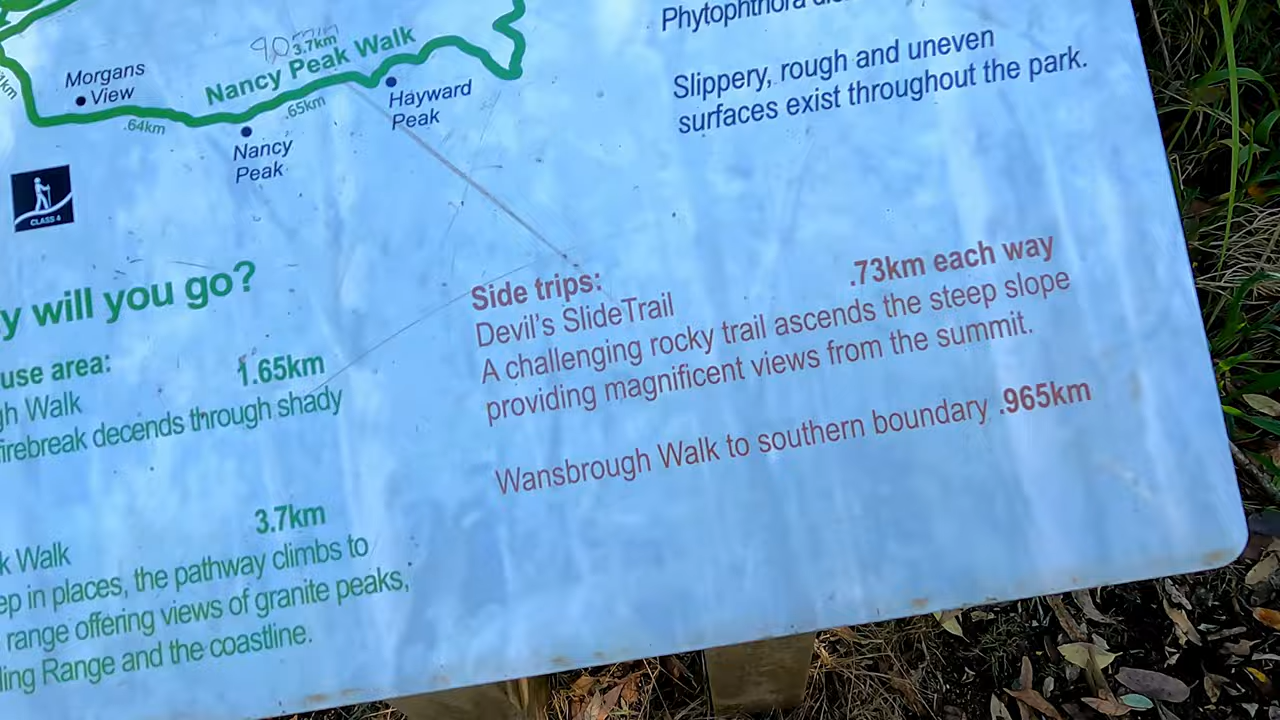 90 min
3.7km
Nancy Peak Walk
Morgans
View
.64km
.65km
Hayward
Peak
Nancy
Peak
CLASS 4
Slippery, rough and uneven
surfaces exist throughout the park.
y will you go?
use area:
1.65km
gh Walk
firebreak decends through shady
3.7km
k Walk
ep in places, the pathway climbs to
range offering views of granite peaks,
ling Range and the coastline.
Side trips:
Devil's SlideTrail .73km each way
A challenging rocky trail ascends the steep slope
providing magnificent views from the summit.
Wansbrough Walk to southern boundary .965km